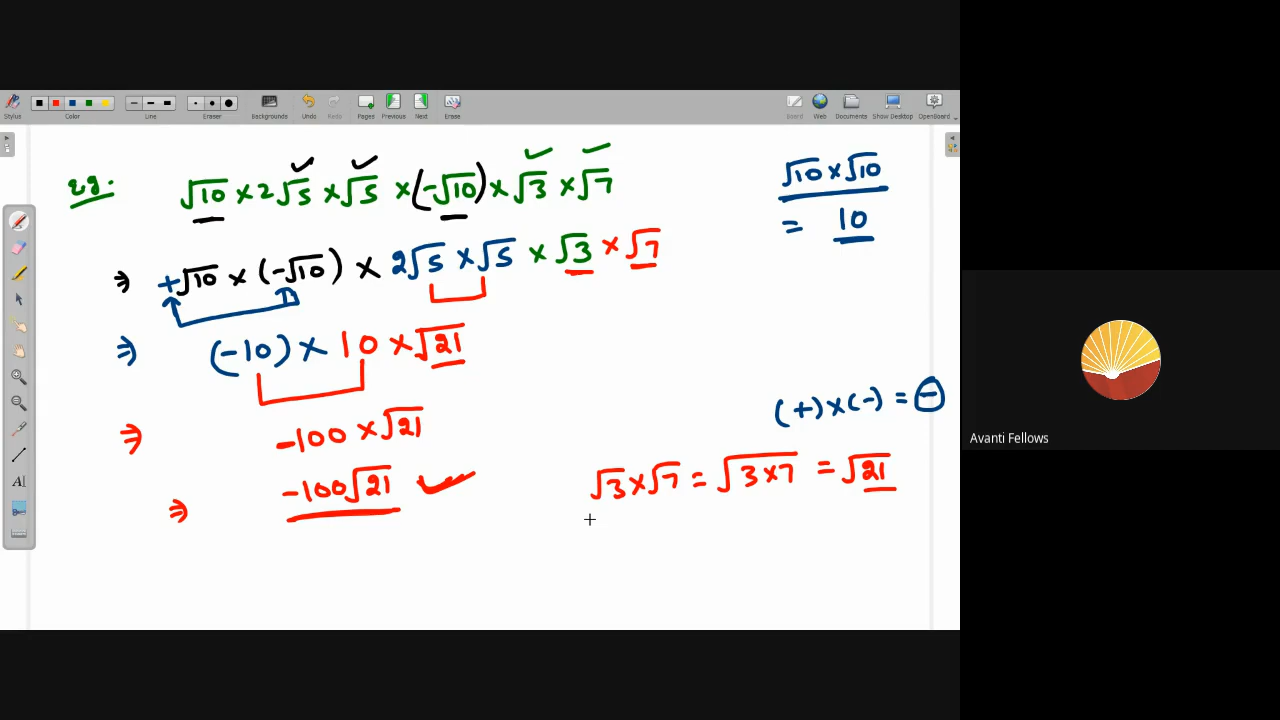 Stylus Color Line Eraser Backgrounds Undo Redo Pages Previous Next Erase Board Web Documents Show Desktop OpenBoard
eg:- √10 × 2√5 × √5 × (-√10) × √3 × √7
√10 × √10
= 10
⇒ +√10 × (-√10) × 2√5 × √5 × √3 × √7
⇒ (-10) × 10 × √21
(+) × (-) = -
⇒ -100 × √21
√3 × √7 = √3×7 = √21
⇒ -100√21
Avanti Fellows